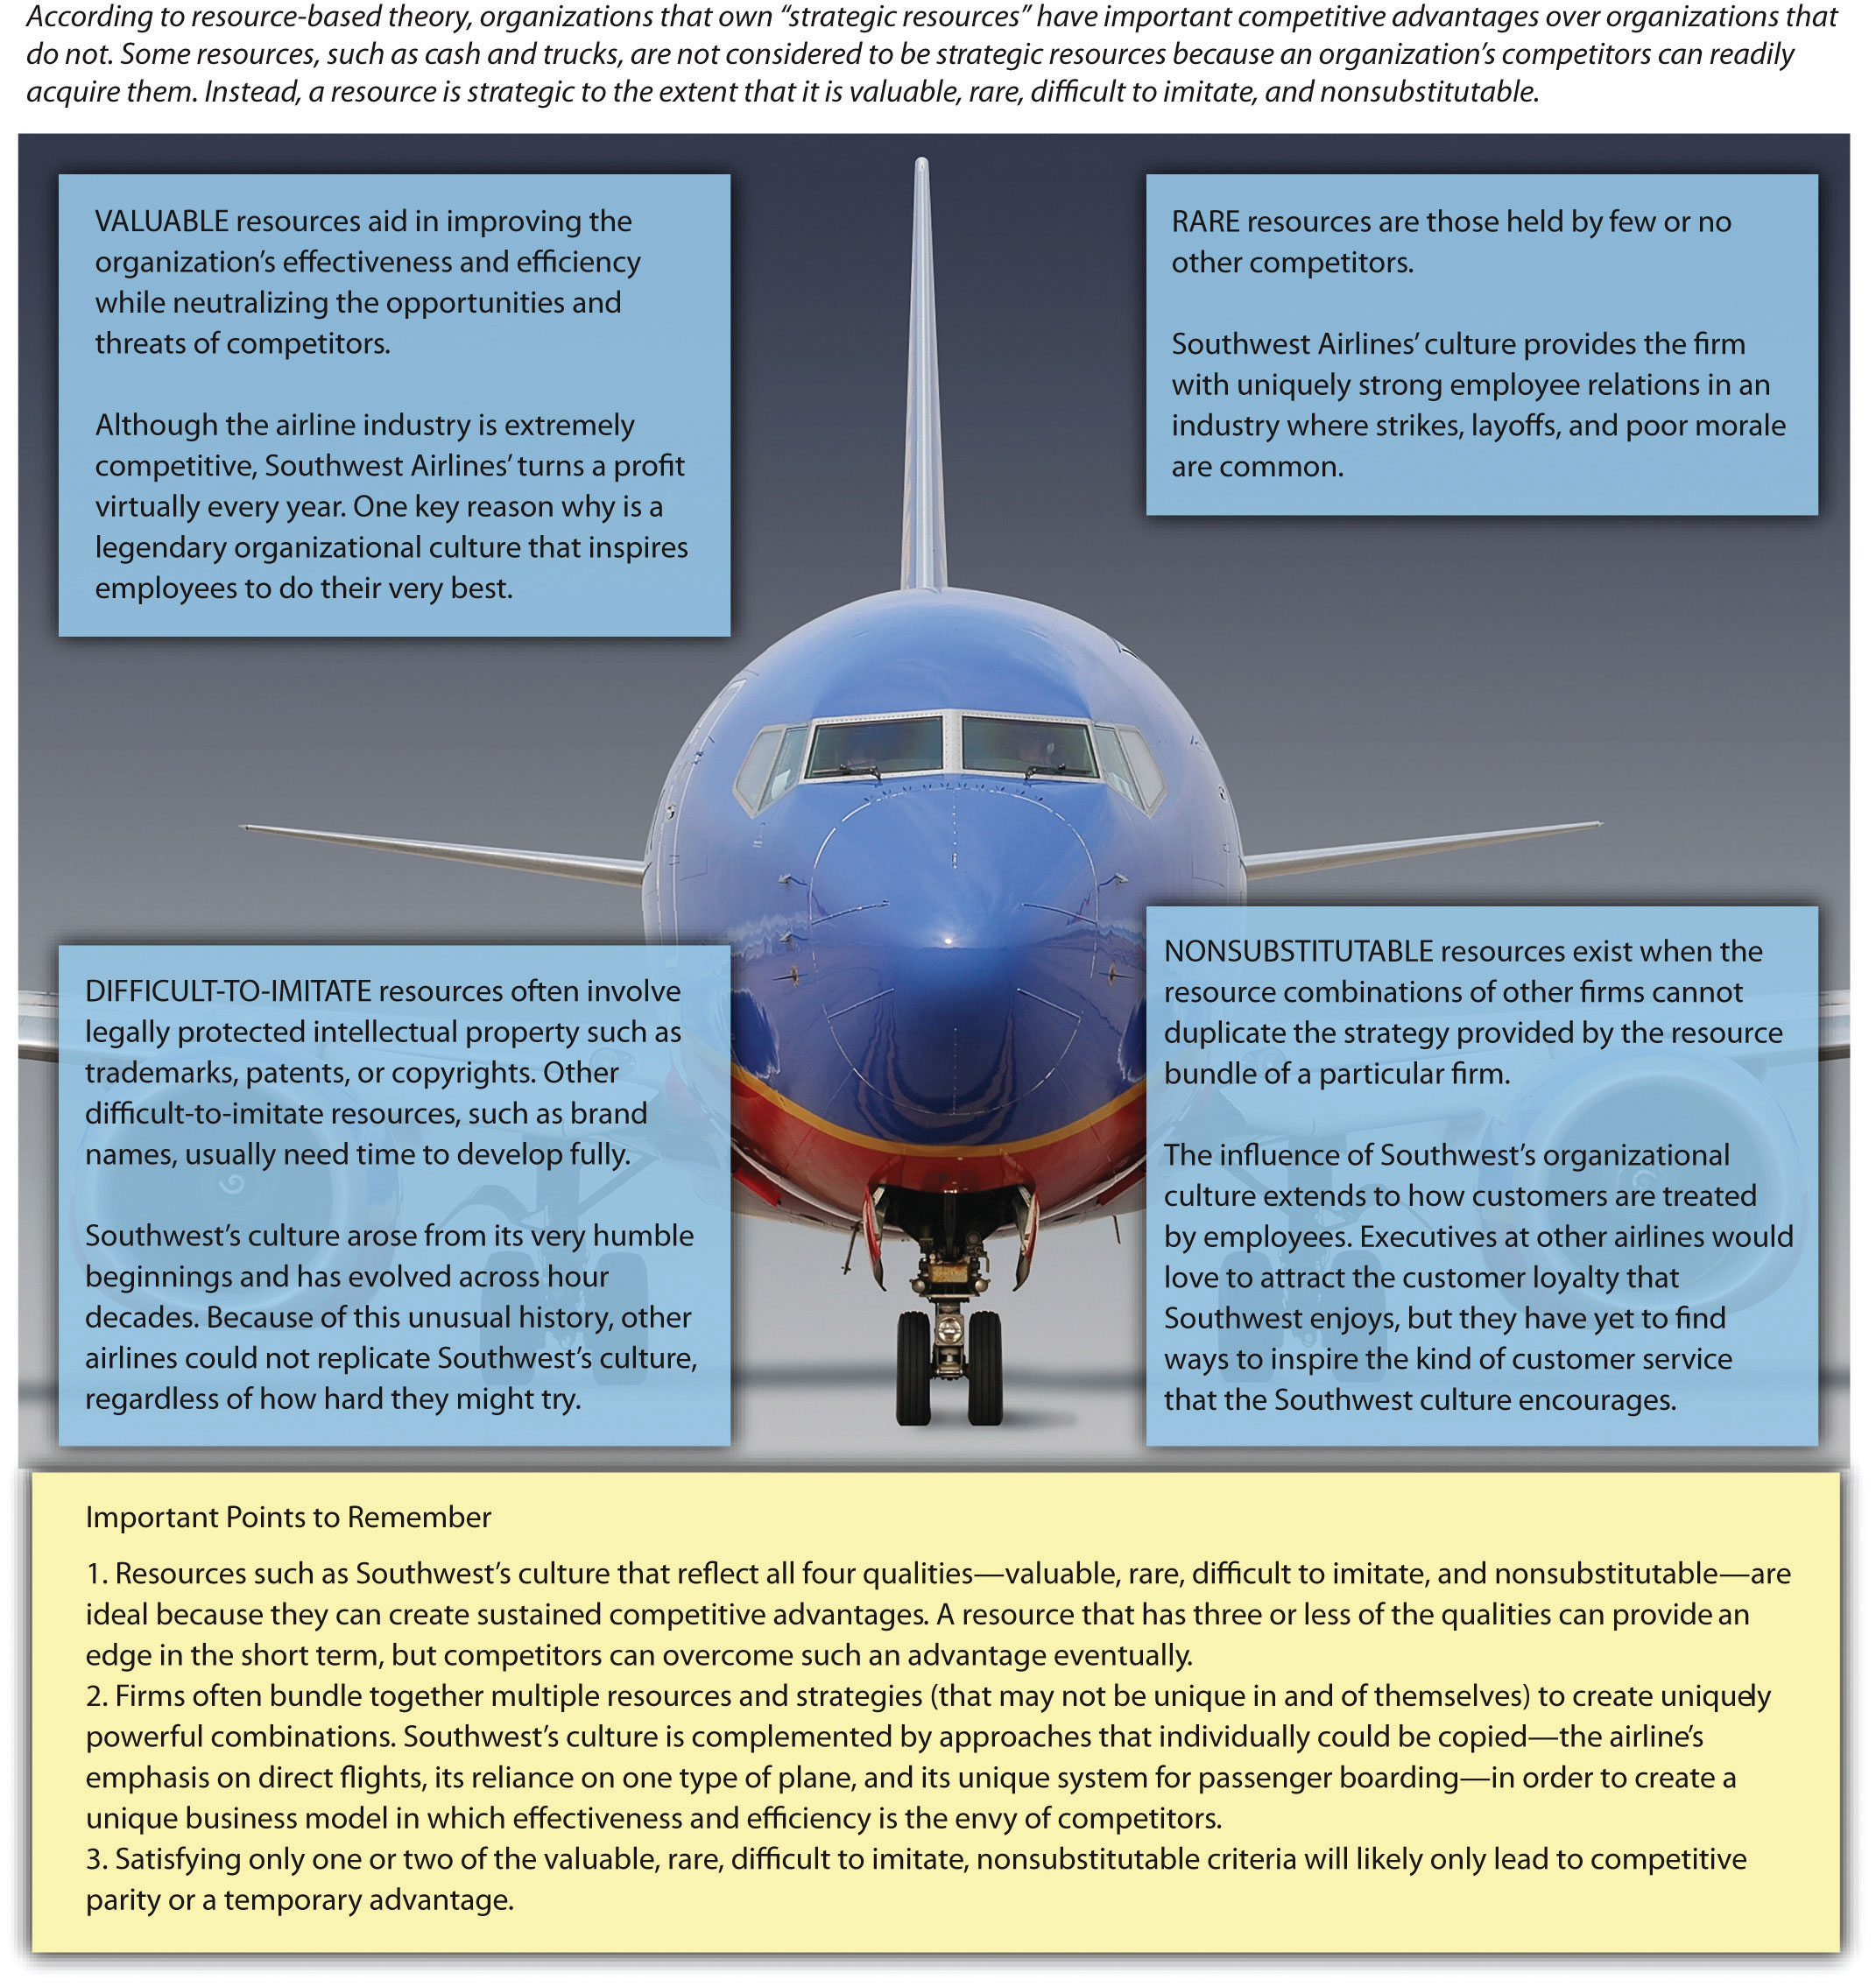 According to resource-based theory, organizations that own “strategic resources” have important competitive advantages over organizations that
do not. Some resources, such as cash and trucks, are not considered to be strategic resources because an organization’s competitors can readily
acquire them. Instead, a resource is strategic to the extent that it is valuable, rare, difficult to imitate, and nonsubstitutable.
VALUABLE resources aid in improving the
organization’s effectiveness and efficiency
while neutralizing the opportunities and
threats of competitors.
Although the airline industry is extremely
competitive, Southwest Airlines’ turns a profit
virtually every year. One key reason why is a
legendary organizational culture that inspires
employees to do their very best.
RARE resources are those held by few or no
other competitors.
Southwest Airlines’ culture provides the firm
with uniquely strong employee relations in an
industry where strikes, layoffs, and poor morale
are common.
DIFFICULT-TO-IMITATE resources often involve
legally protected intellectual property such as
trademarks, patents, or copyrights. Other
difficult-to-imitate resources, such as brand
names, usually need time to develop fully.
Southwest’s culture arose from its very humble
beginnings and has evolved across hour
decades. Because of this unusual history, other
airlines could not replicate Southwest’s culture,
regardless of how hard they might try.
NONSUBSTITUTABLE resources exist when the
resource combinations of other firms cannot
duplicate the strategy provided by the resource
bundle of a particular firm.
The influence of Southwest’s organizational
culture extends to how customers are treated
by employees. Executives at other airlines would
love to attract the customer loyalty that
Southwest enjoys, but they have yet to find
ways to inspire the kind of customer service
that the Southwest culture encourages.
Important Points to Remember
1. Resources such as Southwest’s culture that reflect all four qualities—valuable, rare, difficult to imitate, and nonsubstitutable—are
ideal because they can create sustained competitive advantages. A resource that has three or less of the qualities can provide an
edge in the short term, but competitors can overcome such an advantage eventually.
2. Firms often bundle together multiple resources and strategies (that may not be unique in and of themselves) to create uniquely
powerful combinations. Southwest’s culture is complemented by approaches that individually could be copied—the airline’s
emphasis on direct flights, its reliance on one type of plane, and its unique system for passenger boarding—in order to create a
unique business model in which effectiveness and efficiency is the envy of competitors.
3. Satisfying only one or two of the valuable, rare, difficult to imitate, nonsubstitutable criteria will likely only lead to competitive
parity or a temporary advantage.